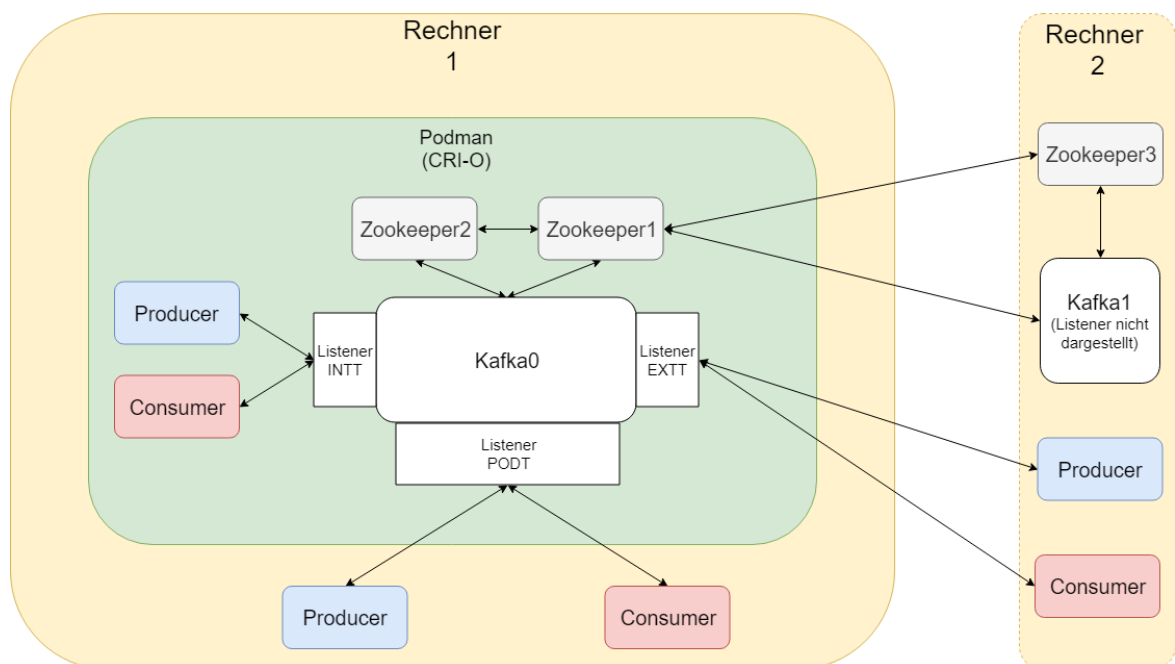 Rechner
1
Rechner
2
Podman
(CRI-O)
Zookeeper3
Zookeeper2
Zookeeper1
Producer
Listener
INTT
Kafka0
Listener
EXTT
Kafka1
(Listener nicht
dargestellt)
Consumer
Listener
PODT
Producer
Consumer
Producer
Consumer